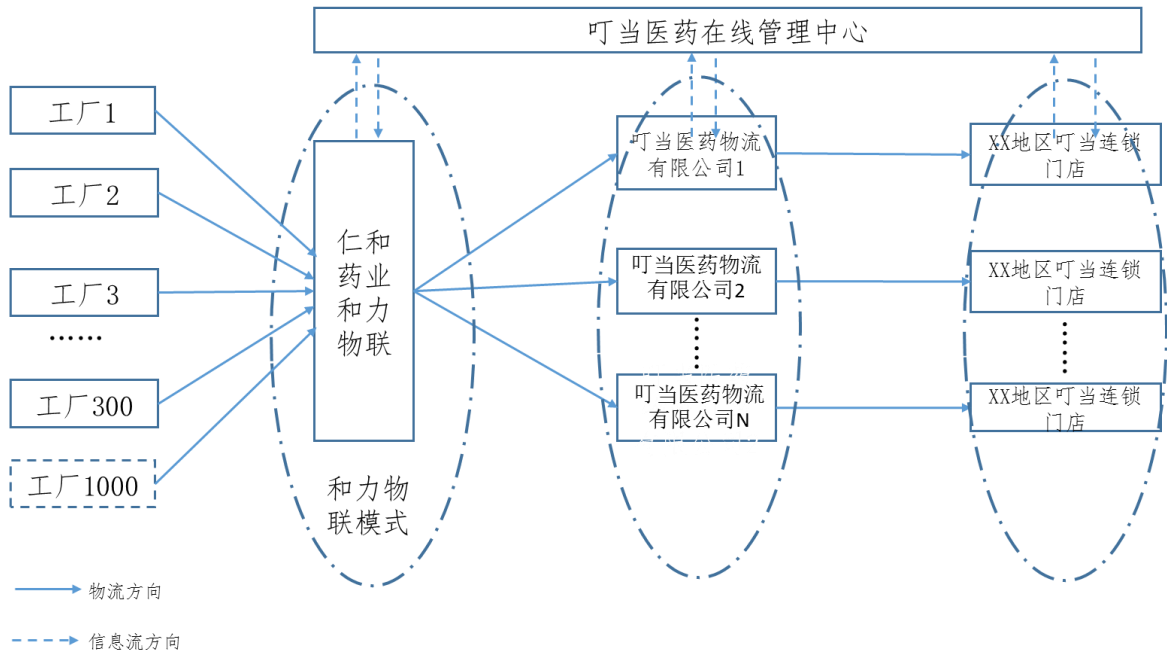 叮当医药在线管理中心
工厂1
工厂2
工厂3
……
工厂300
工厂1000
仁和
药业
和力
物联
和力物
联模式
叮当医药物流
有限公司1
叮当医药物流
有限公司2
叮当医药物流
有限公司N
XX地区叮当连锁
门店
XX地区叮当连锁
门店
XX地区叮当连锁
门店
物流方向
信息流方向